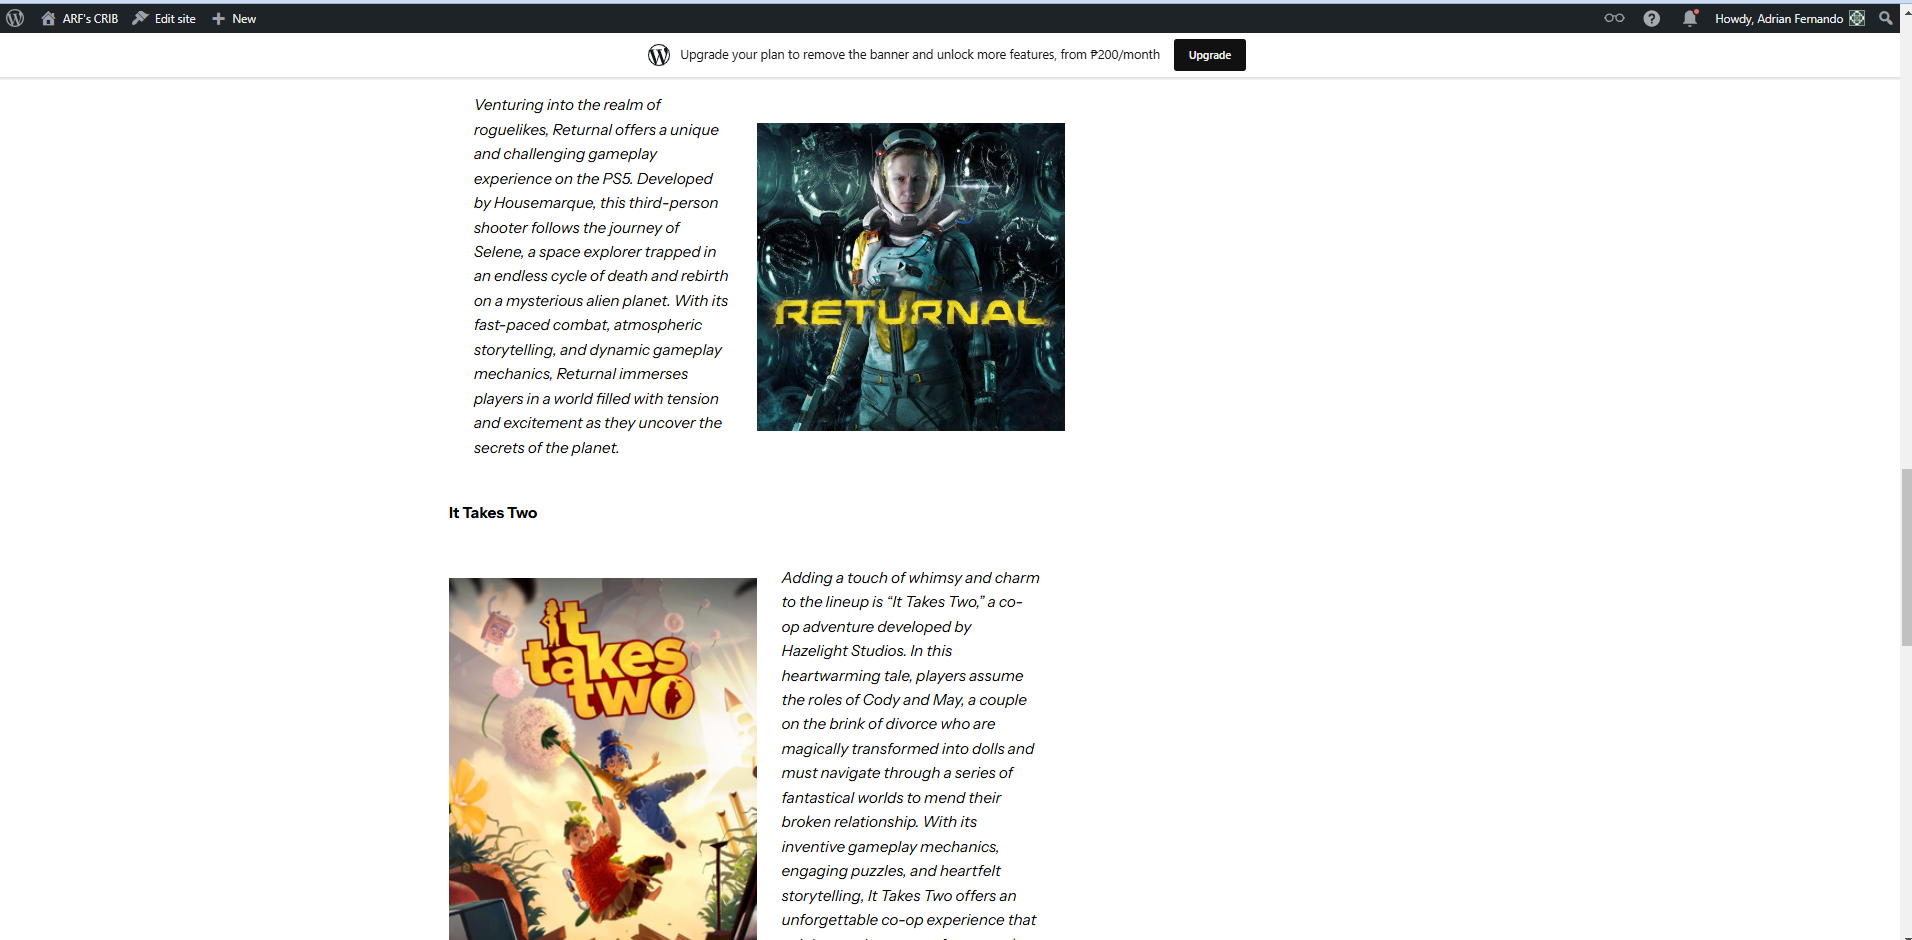 ARF's CRIB Edit site New Howdy, Adrian Fernando
Upgrade your plan to remove the banner and unlock more features, from ₱200/month Upgrade
Venturing into the realm of
roguelikes, Returnal offers a unique
and challenging gameplay
experience on the PS5. Developed
by Housemarque, this third-person
shooter follows the journey of
Selene, a space explorer trapped in
an endless cycle of death and rebirth
on a mysterious alien planet. With its
fast-paced combat, atmospheric
storytelling, and dynamic gameplay
mechanics, Returnal immerses
players in a world filled with tension
and excitement as they uncover the
secrets of the planet.
RETURNAL
It Takes Two
it
takes
two
Adding a touch of whimsy and charm
to the lineup is “It Takes Two,” a co-
op adventure developed by
Hazelight Studios. In this
heartwarming tale, players assume
the roles of Cody and May, a couple
on the brink of divorce who are
magically transformed into dolls and
must navigate through a series of
fantastical worlds to mend their
broken relationship. With its
inventive gameplay mechanics,
engaging puzzles, and heartfelt
storytelling, It Takes Two offers an
unforgettable co-op experience that